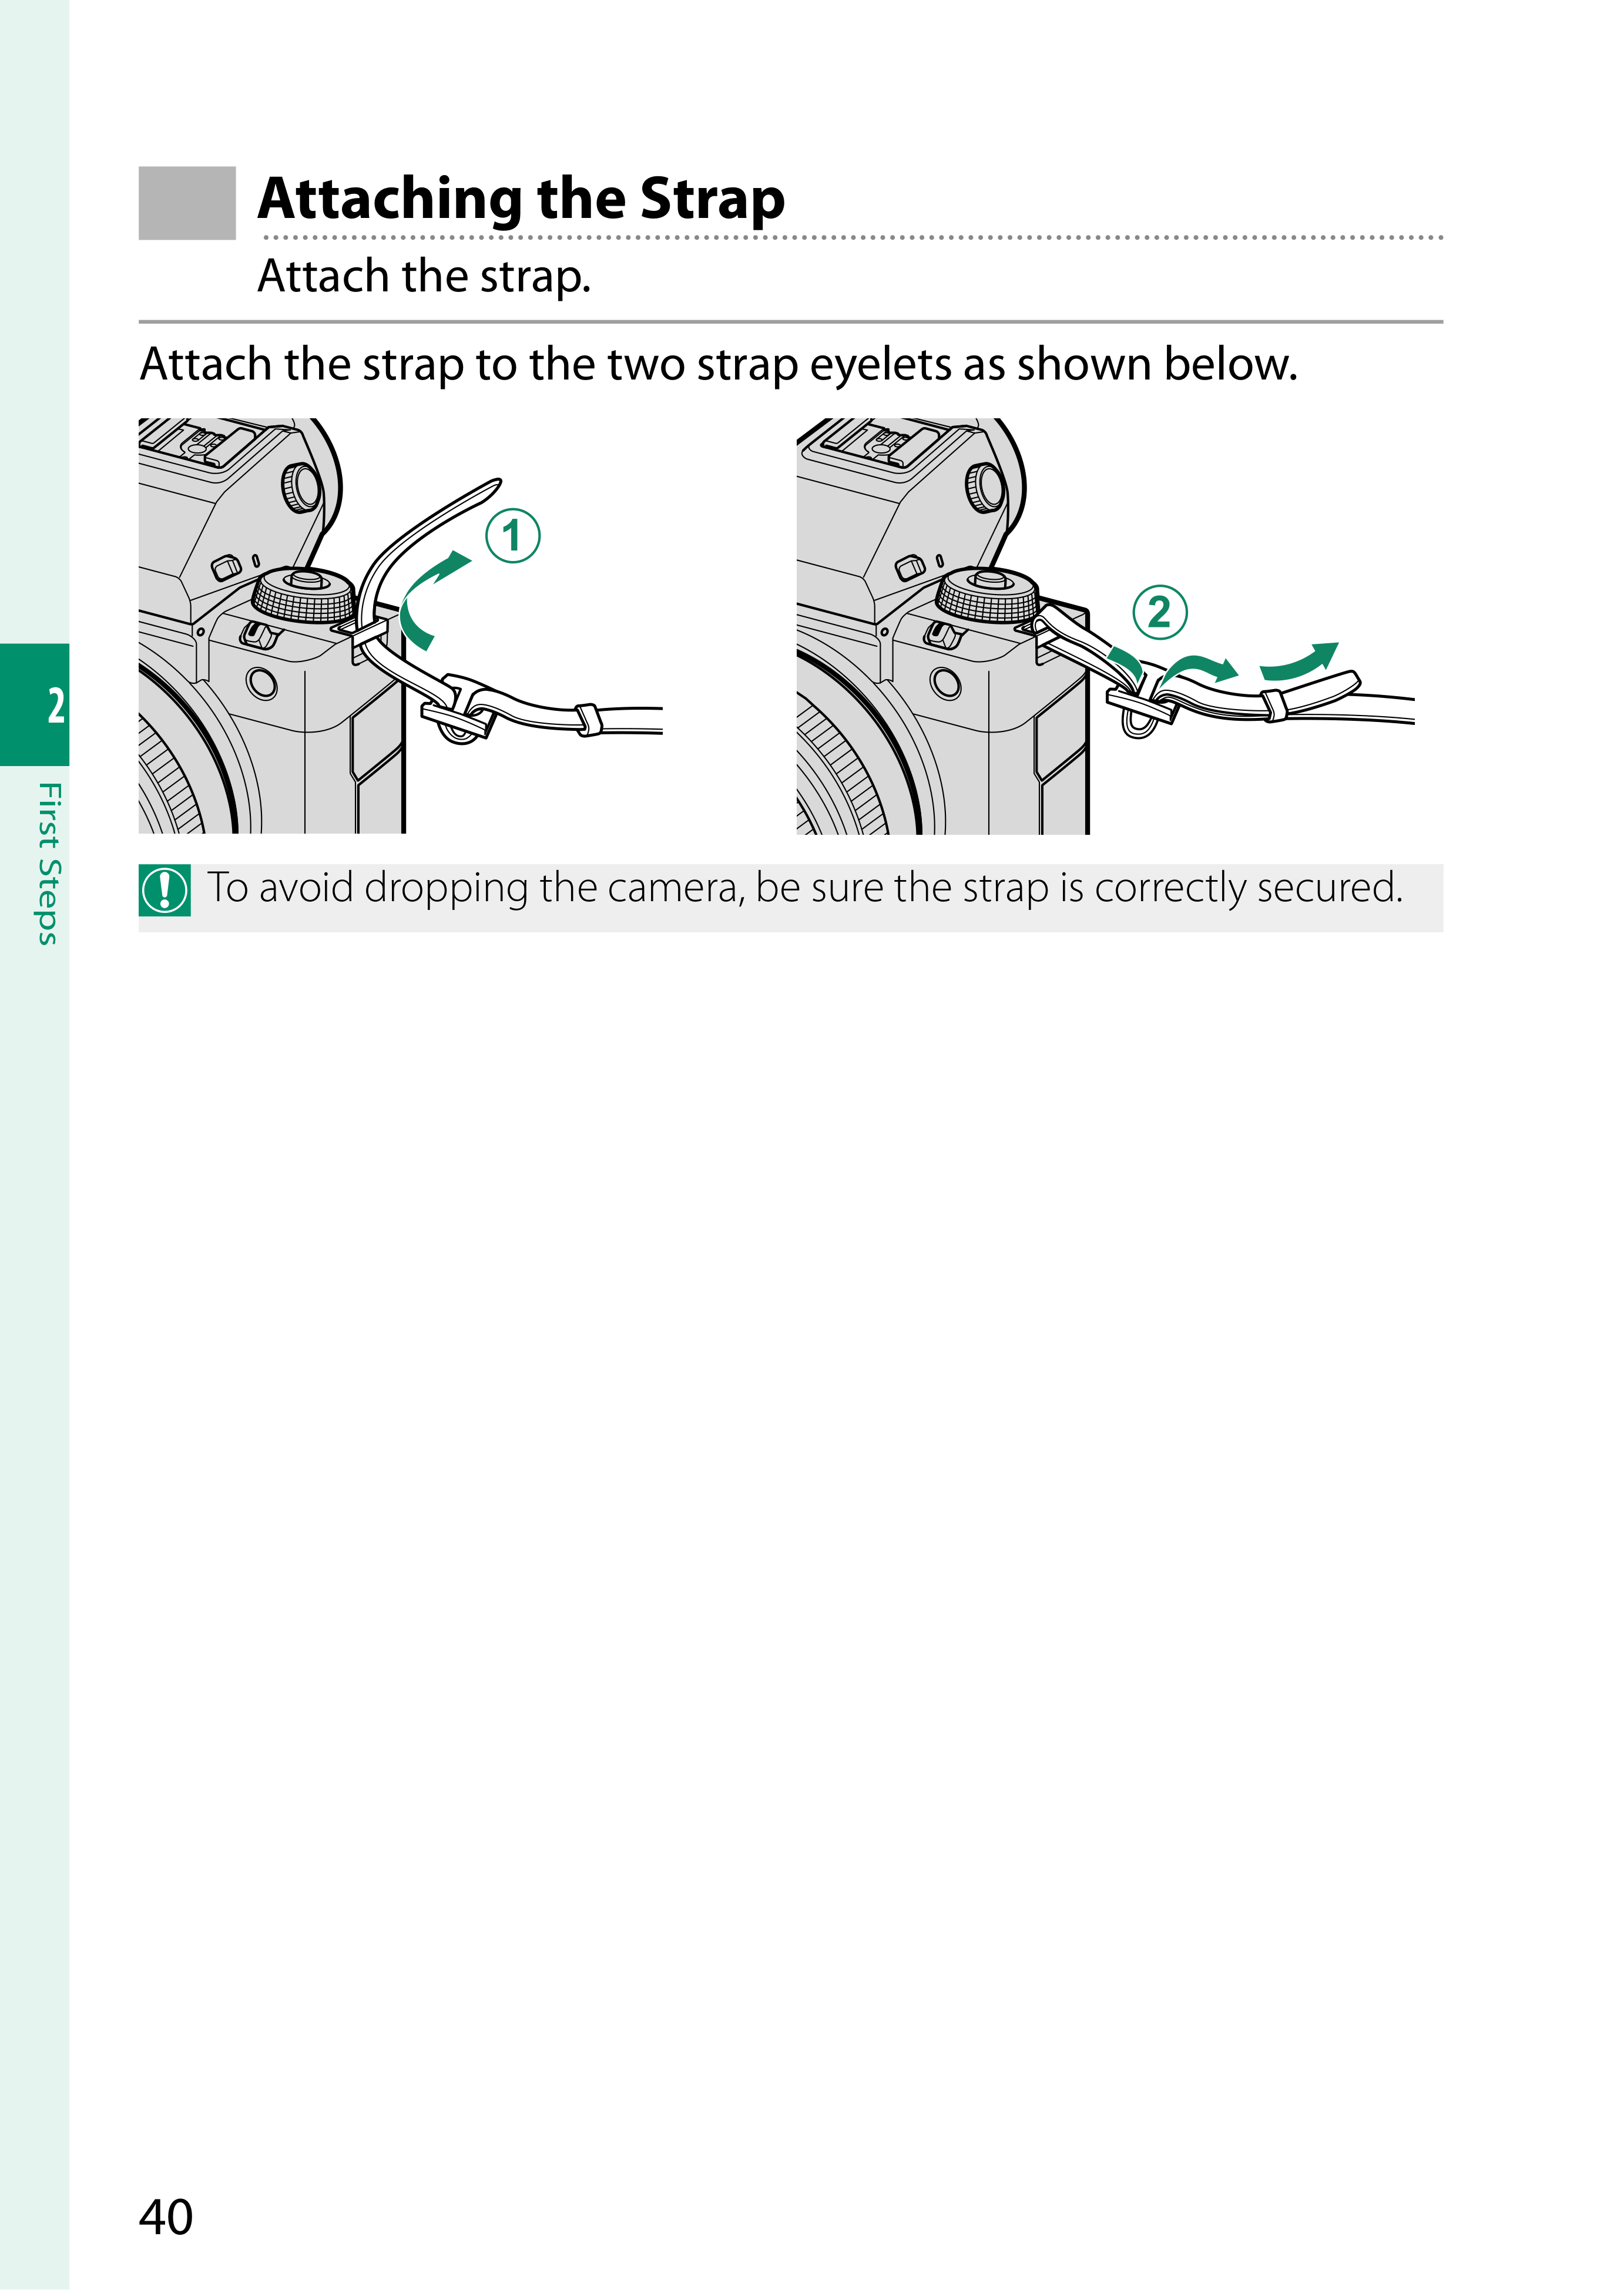 Attaching the Strap
Attach the strap.
Attach the strap to the two strap eyelets as shown below.
1
2
To avoid dropping the camera, be sure the strap is correctly secured.
2
First Steps
40